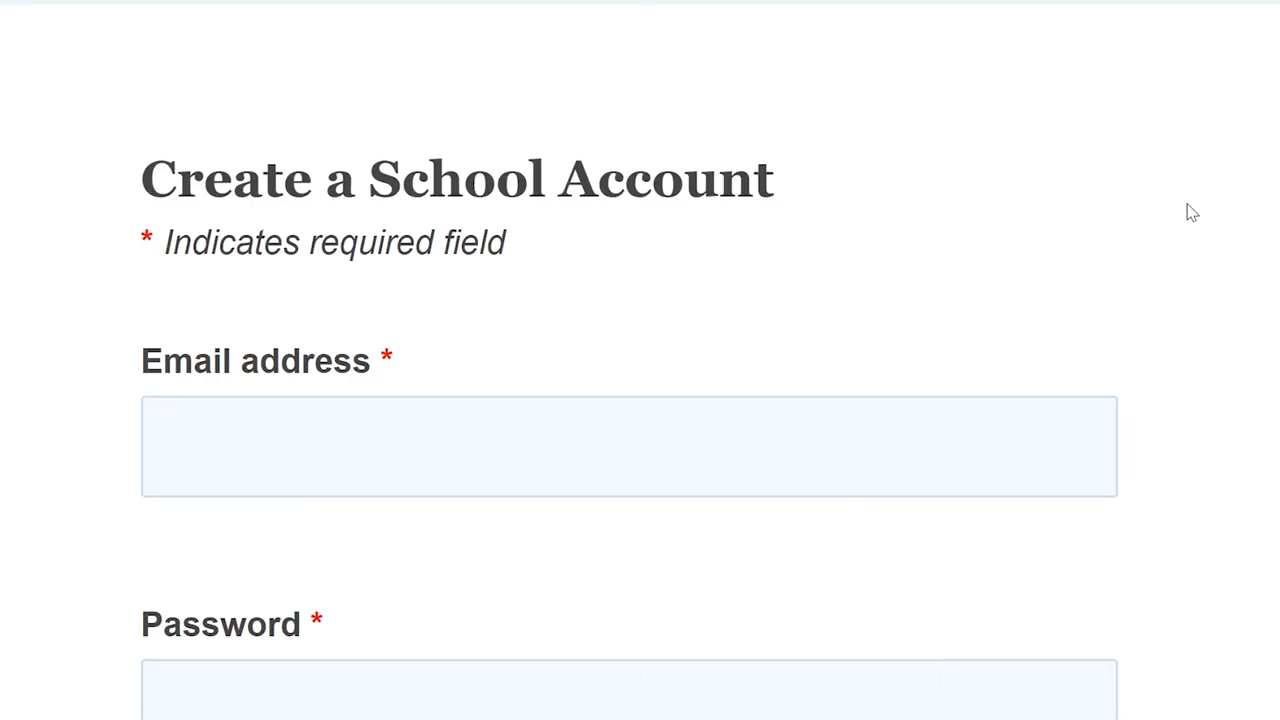 Create a School Account
* Indicates required field
Email address *
Password *